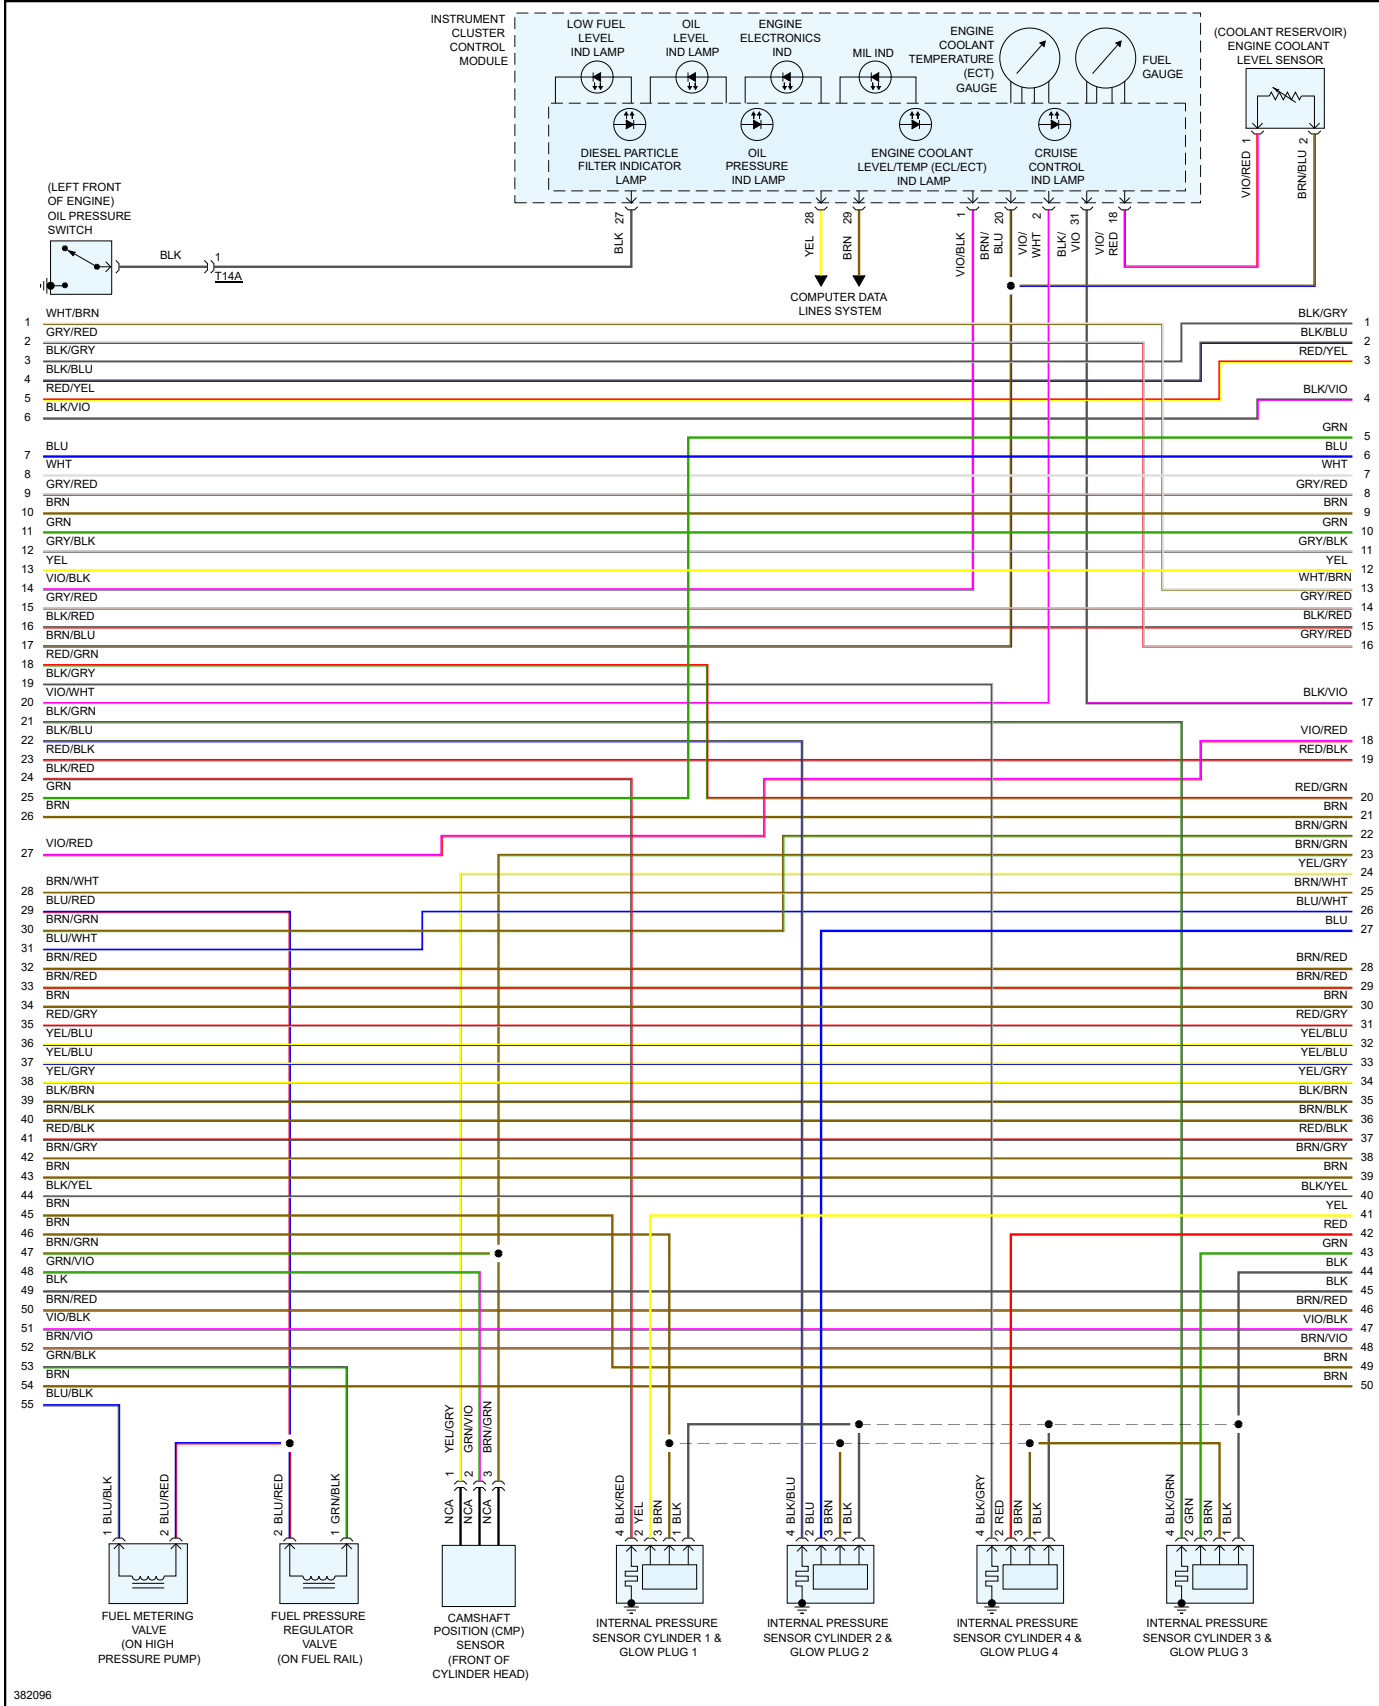 INSTRUMENT
CLUSTER
CONTROL
MODULE
LOW FUEL
LEVEL
IND LAMP
OIL
LEVEL
IND LAMP
ENGINE
ELECTRONICS
IND
MIL IND
ENGINE
COOLANT
TEMPERATURE
(ECT)
GAUGE
FUEL
GAUGE
(COOLANT RESERVOIR)
ENGINE COOLANT
LEVEL SENSOR
DIESEL PARTICLE
FILTER INDICATOR
LAMP
OIL
PRESSURE
IND LAMP
ENGINE COOLANT
LEVEL/TEMP (ECL/ECT)
IND LAMP
CRUISE
CONTROL
IND LAMP
VIO/RED 1
BRN/BLU 2
(LEFT FRONT
OF ENGINE)
OIL PRESSURE
SWITCH
BLK
1
T14A
BLK 27
YEL 28
BRN 29
VIO/BLK 1
BRN/
BLU 20
VIO/
WHT 2
BLK/
VIO 31
VIO/
RED 18
COMPUTER DATA
LINES SYSTEM
1 WHT/BRN
2 GRY/RED
3 BLK/GRY
4 BLK/BLU
5 RED/YEL
6 BLK/VIO
7 BLU
8 WHT
9 GRY/RED
10 BRN
11 GRN
12 GRY/BLK
13 YEL
14 VIO/BLK
15 GRY/RED
16 BLK/RED
17 BRN/BLU
18 RED/GRN
19 BLK/GRY
20 VIO/WHT
21 BLK/GRN
22 BLK/BLU
23 RED/BLK
24 BLK/RED
25 GRN
26 BRN
27 VIO/RED
28 BRN/WHT
29 BLU/RED
30 BRN/GRN
31 BLU/WHT
32 BRN/RED
33 BRN/RED
34 BRN
35 RED/GRY
36 YEL/BLU
37 YEL/BLU
38 YEL/GRY
39 BLK/BRN
40 BRN/BLK
41 RED/BLK
42 BRN/GRY
43 BRN
44 BLK/YEL
45 BRN
46 BRN
47 BRN/GRN
48 GRN/VIO
49 BLK
50 BRN/RED
51 VIO/BLK
52 BRN/VIO
53 GRN/BLK
54 BRN
55 BLU/BLK
BLK/GRY 1
BLK/BLU 2
RED/YEL 3
BLK/VIO 4
GRN 5
BLU 6
WHT 7
GRY/RED 8
BRN 9
GRN 10
GRY/BLK 11
YEL 12
WHT/BRN 13
GRY/RED 14
BLK/RED 15
GRY/RED 16
BLK/VIO 17
VIO/RED 18
RED/BLK 19
RED/GRN 20
BRN 21
BRN/GRN 22
BRN/GRN 23
YEL/GRY 24
BRN/WHT 25
BLU/WHT 26
BLU 27
BRN/RED 28
BRN/RED 29
BRN 30
RED/GRY 31
YEL/BLU 32
YEL/BLU 33
YEL/GRY 34
BLK/BRN 35
BRN/BLK 36
RED/BLK 37
BRN/GRY 38
BRN 39
BLK/YEL 40
YEL 41
RED 42
GRN 43
BLK 44
BLK 45
BRN/RED 46
VIO/BLK 47
BRN/VIO 48
BRN 49
BRN 50
1 BLU/BLK
2 BLU/RED
2 BLU/RED
1 GRN/BLK
NCA 1 YEL/GRY
NCA 2 GRN/VIO
NCA 3 BRN/GRN
4 BLK/RED
2 YEL
3 BRN
1 BLK
4 BLK/BLU
2 BLU
3 BRN
1 BLK
4 BLK/GRY
2 RED
3 BRN
1 BLK
4 BLK/GRN
2 GRN
3 BRN
1 BLK
FUEL METERING
VALVE
(ON HIGH
PRESSURE PUMP)
FUEL PRESSURE
REGULATOR
VALVE
(ON FUEL RAIL)
CAMSHAFT
POSITION (CMP)
SENSOR
(FRONT OF
CYLINDER HEAD)
INTERNAL PRESSURE
SENSOR CYLINDER 1 &
GLOW PLUG 1
INTERNAL PRESSURE
SENSOR CYLINDER 2 &
GLOW PLUG 2
INTERNAL PRESSURE
SENSOR CYLINDER 4 &
GLOW PLUG 4
INTERNAL PRESSURE
SENSOR CYLINDER 3 &
GLOW PLUG 3
382096